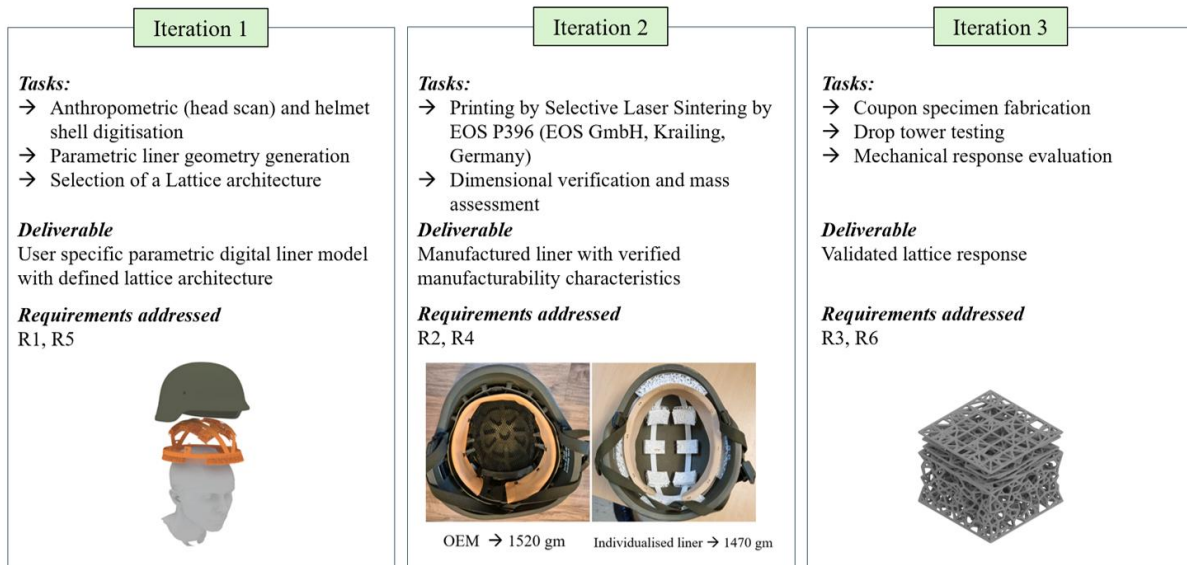 Iteration 1
Tasks:
→ Anthropometric (head scan) and helmet
shell digitisation
→ Parametric liner geometry generation
→ Selection of a Lattice architecture
Deliverable
User specific parametric digital liner model
with defined lattice architecture
Requirements addressed
R1, R5
Iteration 2
Tasks:
→ Printing by Selective Laser Sintering by
EOS P396 (EOS GmbH, Krailing,
Germany)
→ Dimensional verification and mass
assessment
Deliverable
Manufactured liner with verified
manufacturability characteristics
Requirements addressed
R2, R4
OEM → 1520 gm
Individualised liner → 1470 gm
Iteration 3
Tasks:
→ Coupon specimen fabrication
→ Drop tower testing
→ Mechanical response evaluation
Deliverable
Validated lattice response
Requirements addressed
R3, R6